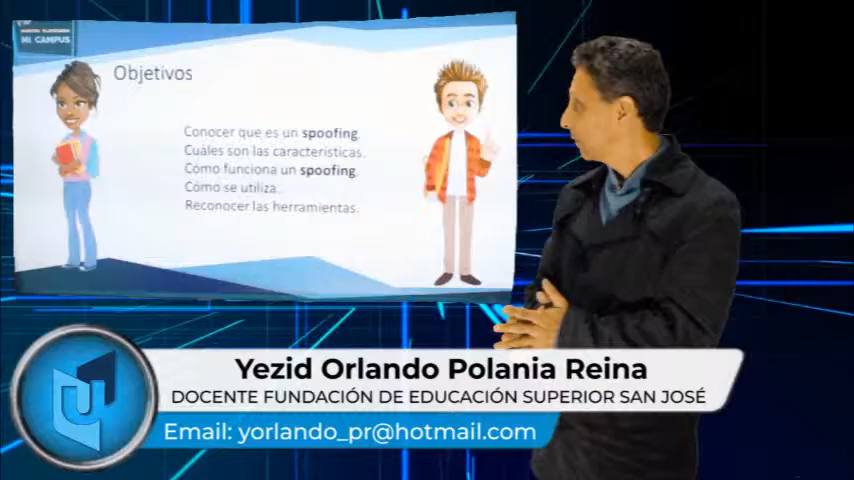 MI CAMPUS
Objetivos
Conocer que es un spoofing.
Cuáles son las características.
Cómo funciona un spoofing.
Cómo se utiliza.
Reconocer las herramientas.
Yezid Orlando Polania Reina
DOCENTE FUNDACIÓN DE EDUCACIÓN SUPERIOR SAN JOSÉ
Email: yorlando_pr@hotmail.com